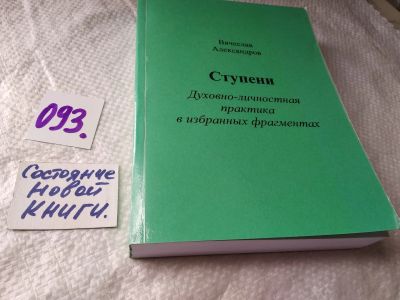 Вячеслав
Александров
Ступени
Духовно-личностная
практика
в избранных фрагментах
093.
Состояние
новой
книги.